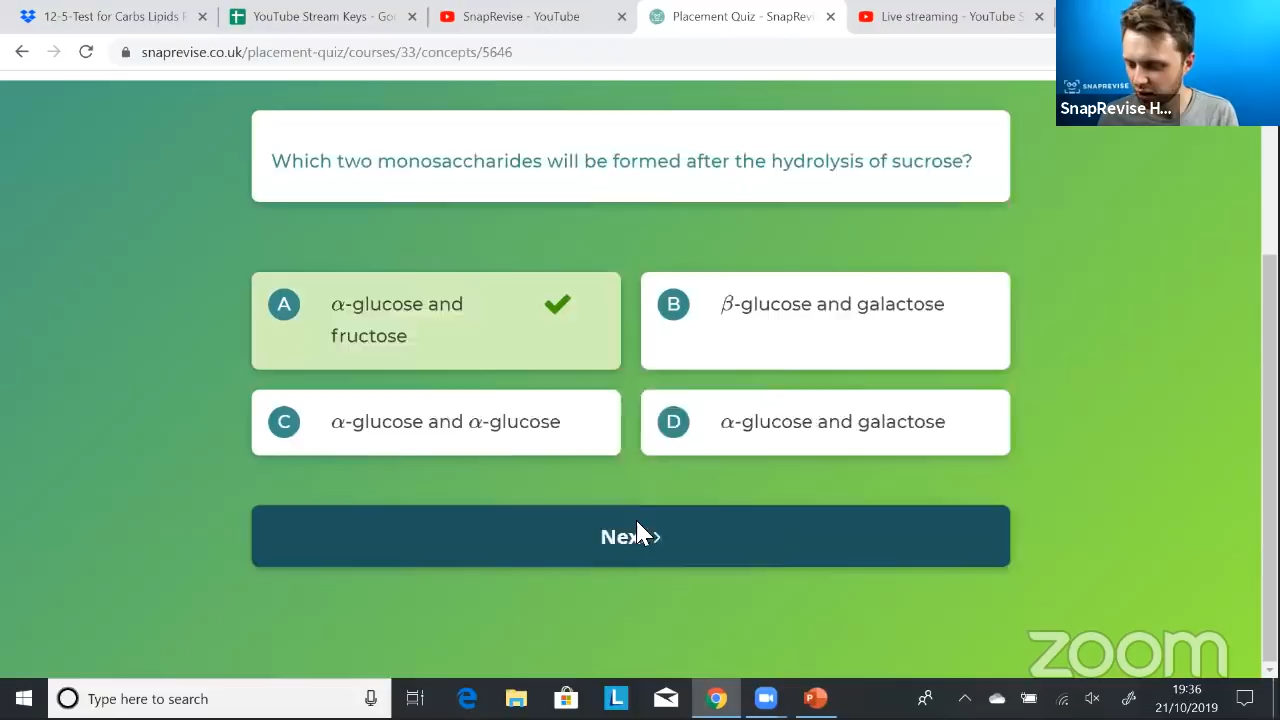 12-5-Test for Carbs Lipids P
YouTube Stream Keys - Go
SnapRevise - YouTube
Placement Quiz - SnapRevi
Live streaming - YouTube S
snaprevise.co.uk/placement-quiz/courses/33/concepts/5646
SNAPREVISE
SnapRevise H...
Which two monosaccharides will be formed after the hydrolysis of sucrose?
A
α-glucose and
fructose
B
β-glucose and galactose
C
α-glucose and α-glucose
D
α-glucose and galactose
Nex
zoom
Type here to search
L
P
19:36
21/10/2019